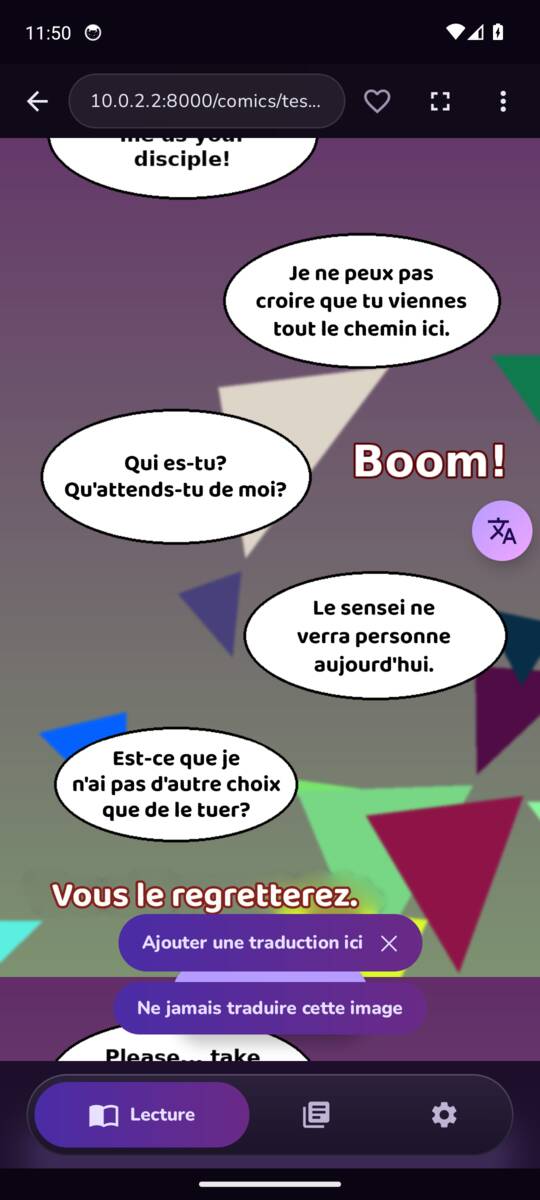 11:50
10.0.2.2:8000/comics/tes...
me as your
disciple!
Je ne peux pas
croire que tu viennes
tout le chemin ici.
Qui es-tu?
Qu'attends-tu de moi?
Boom!
Le sensei ne
verra personne
aujourd'hui.
Est-ce que je
n'ai pas d'autre choix
que de le tuer?
Vous le regretterez.
Ajouter une traduction ici
Ne jamais traduire cette image
Please... take
Lecture